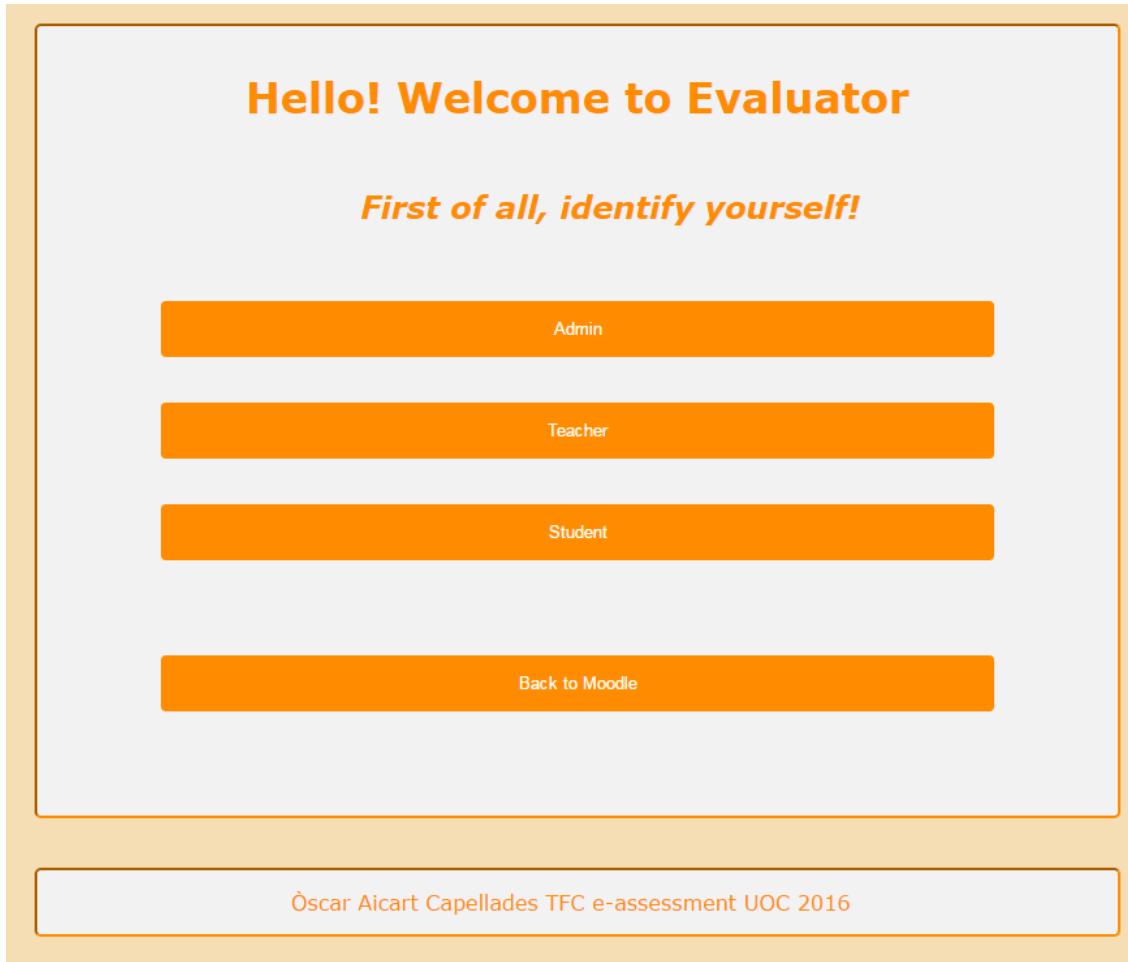 Hello! Welcome to Evaluator
First of all, identify yourself!
Admin
Teacher
Student
Back to Moodle
Òscar Aicart Capellades TFC e-assessment UOC 2016